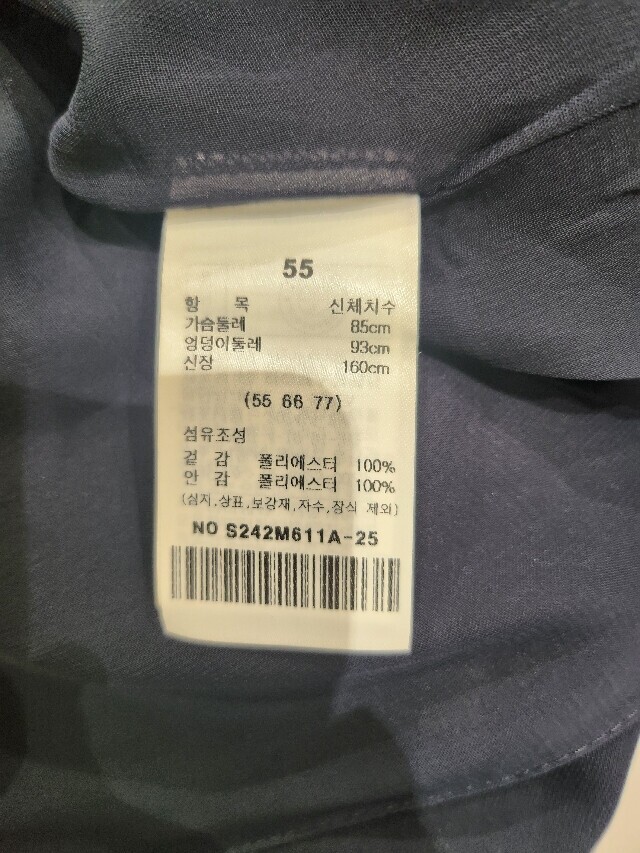 55
항 목 신체치수
가슴둘레 85cm
엉덩이둘레 93cm
신장 160cm
(55 66 77)
섬유조성
겉 감 폴리에스터 100%
안 감 폴리에스터 100%
(심지,상표,보강재,자수,장식 제외)
NO S242M611A-25